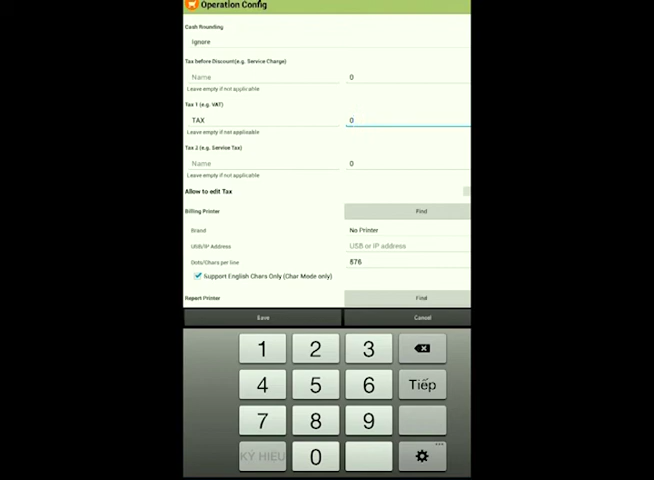 Operation Config
Cash Rounding
Ignore
Tax before Discount(e.g. Service Charge)
Name 0
Leave empty if not applicable
Tax 1 (e.g. VAT)
TAX 0
Leave empty if not applicable
Tax 2 (e.g. Service Tax)
Name 0
Leave empty if not applicable
Allow to edit Tax
Billing Printer Find
Brand No Printer
USB/IP Address USB or IP address
Dots/Chars per line 576
Support English Chars Only (Char Mode only)
Report Printer Find
Save Cancel
1 2 3
4 5 6 Tiếp
7 8 9
KÝ HIỆU 0